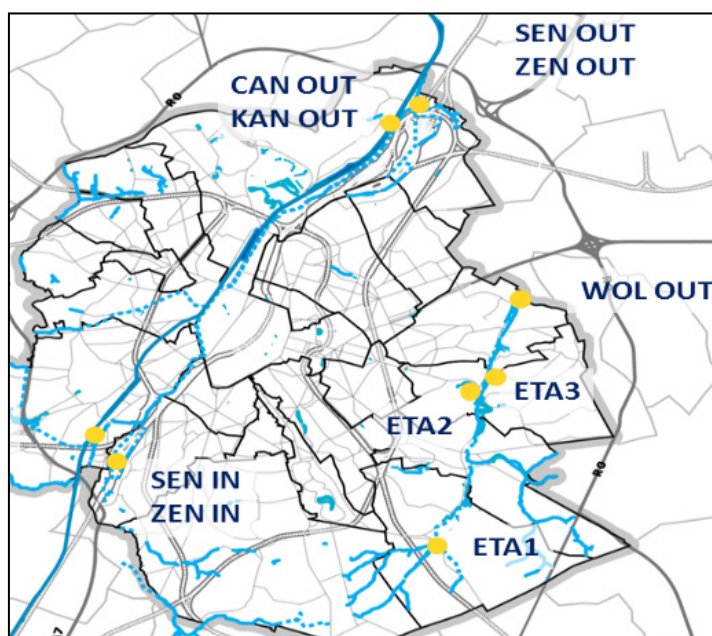 SEN OUT
ZEN OUT
CAN OUT
KAN OUT
R0
WOL OUT
ETA3
ETA2
SEN IN
ZEN IN
R0
ETA1
7